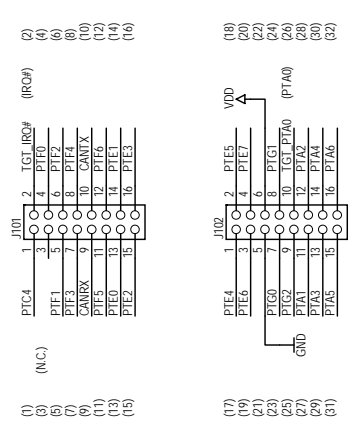 J101
(1) PTC4 1 2 TGT_IRQ# (IRQ#) (2)
(3) (N.C.) 3 4 PTF0 (4)
(5) PTF1 5 6 PTF2 (6)
(7) PTF3 7 8 PTF4 (8)
(9) CANRX 9 10 CANTX (10)
(11) PTF5 11 12 PTF6 (12)
(13) PTE0 13 14 PTE1 (14)
(15) PTE2 15 16 PTE3 (16)
J102
(17) PTE4 1 2 PTE5 VDD (18)
(19) PTE6 3 4 PTE7 (20)
(21) 5 6 (22)
(23) PTG0 7 8 PTG1 (24)
(25) PTG2 9 10 TGT_PTA0 (PTA0) (26)
(27) GND PTA1 11 12 PTA2 (28)
(29) PTA3 13 14 PTA4 (30)
(31) PTA5 15 16 PTA6 (32)